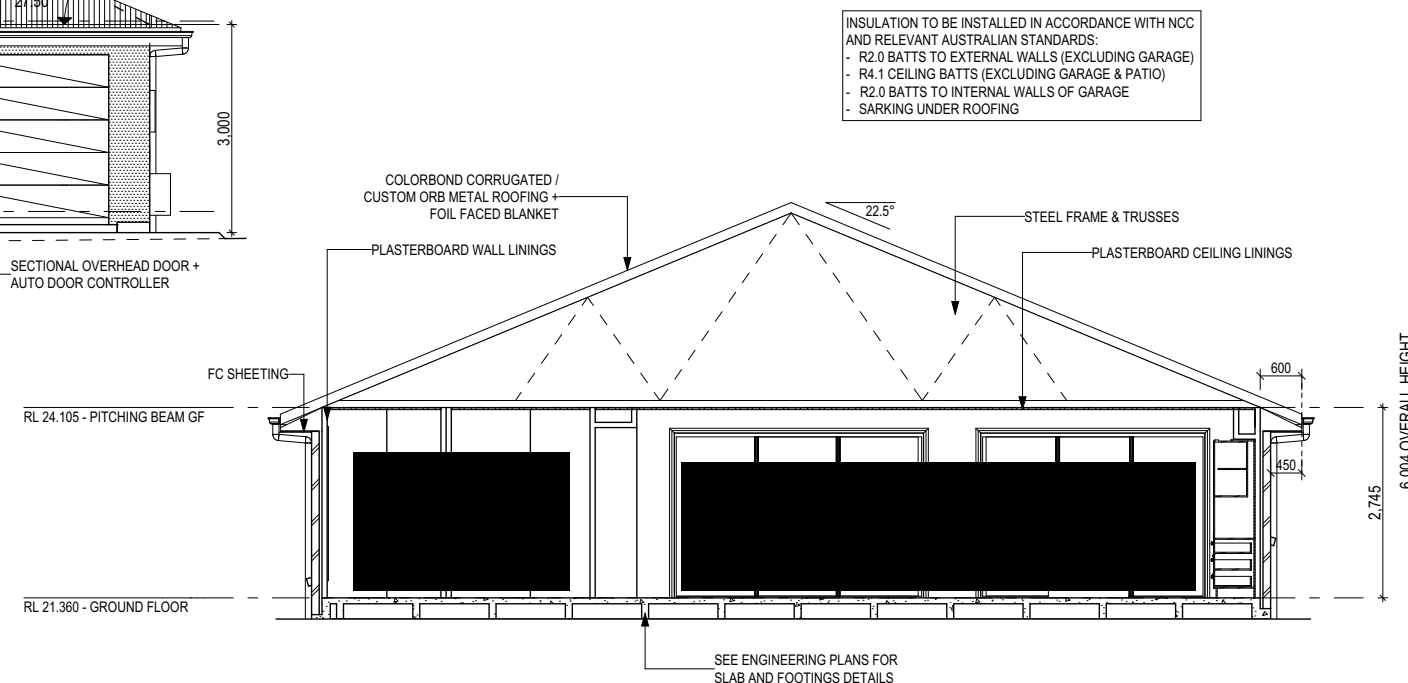 27.50
3,000
SECTIONAL OVERHEAD DOOR +
AUTO DOOR CONTROLLER
INSULATION TO BE INSTALLED IN ACCORDANCE WITH NCC
AND RELEVANT AUSTRALIAN STANDARDS:
- R2.0 BATTS TO EXTERNAL WALLS (EXCLUDING GARAGE)
- R4.1 CEILING BATTS (EXCLUDING GARAGE & PATIO)
- R2.0 BATTS TO INTERNAL WALLS OF GARAGE
- SARKING UNDER ROOFING
COLORBOND CORRUGATED /
CUSTOM ORB METAL ROOFING +
FOIL FACED BLANKET
22.5°
STEEL FRAME & TRUSSES
PLASTERBOARD WALL LININGS
PLASTERBOARD CEILING LININGS
FC SHEETING
600
RL 24.105 - PITCHING BEAM GF
450
2,745
6,004 OVERALL HEIGHT
RL 21.360 - GROUND FLOOR
SEE ENGINEERING PLANS FOR
SLAB AND FOOTINGS DETAILS